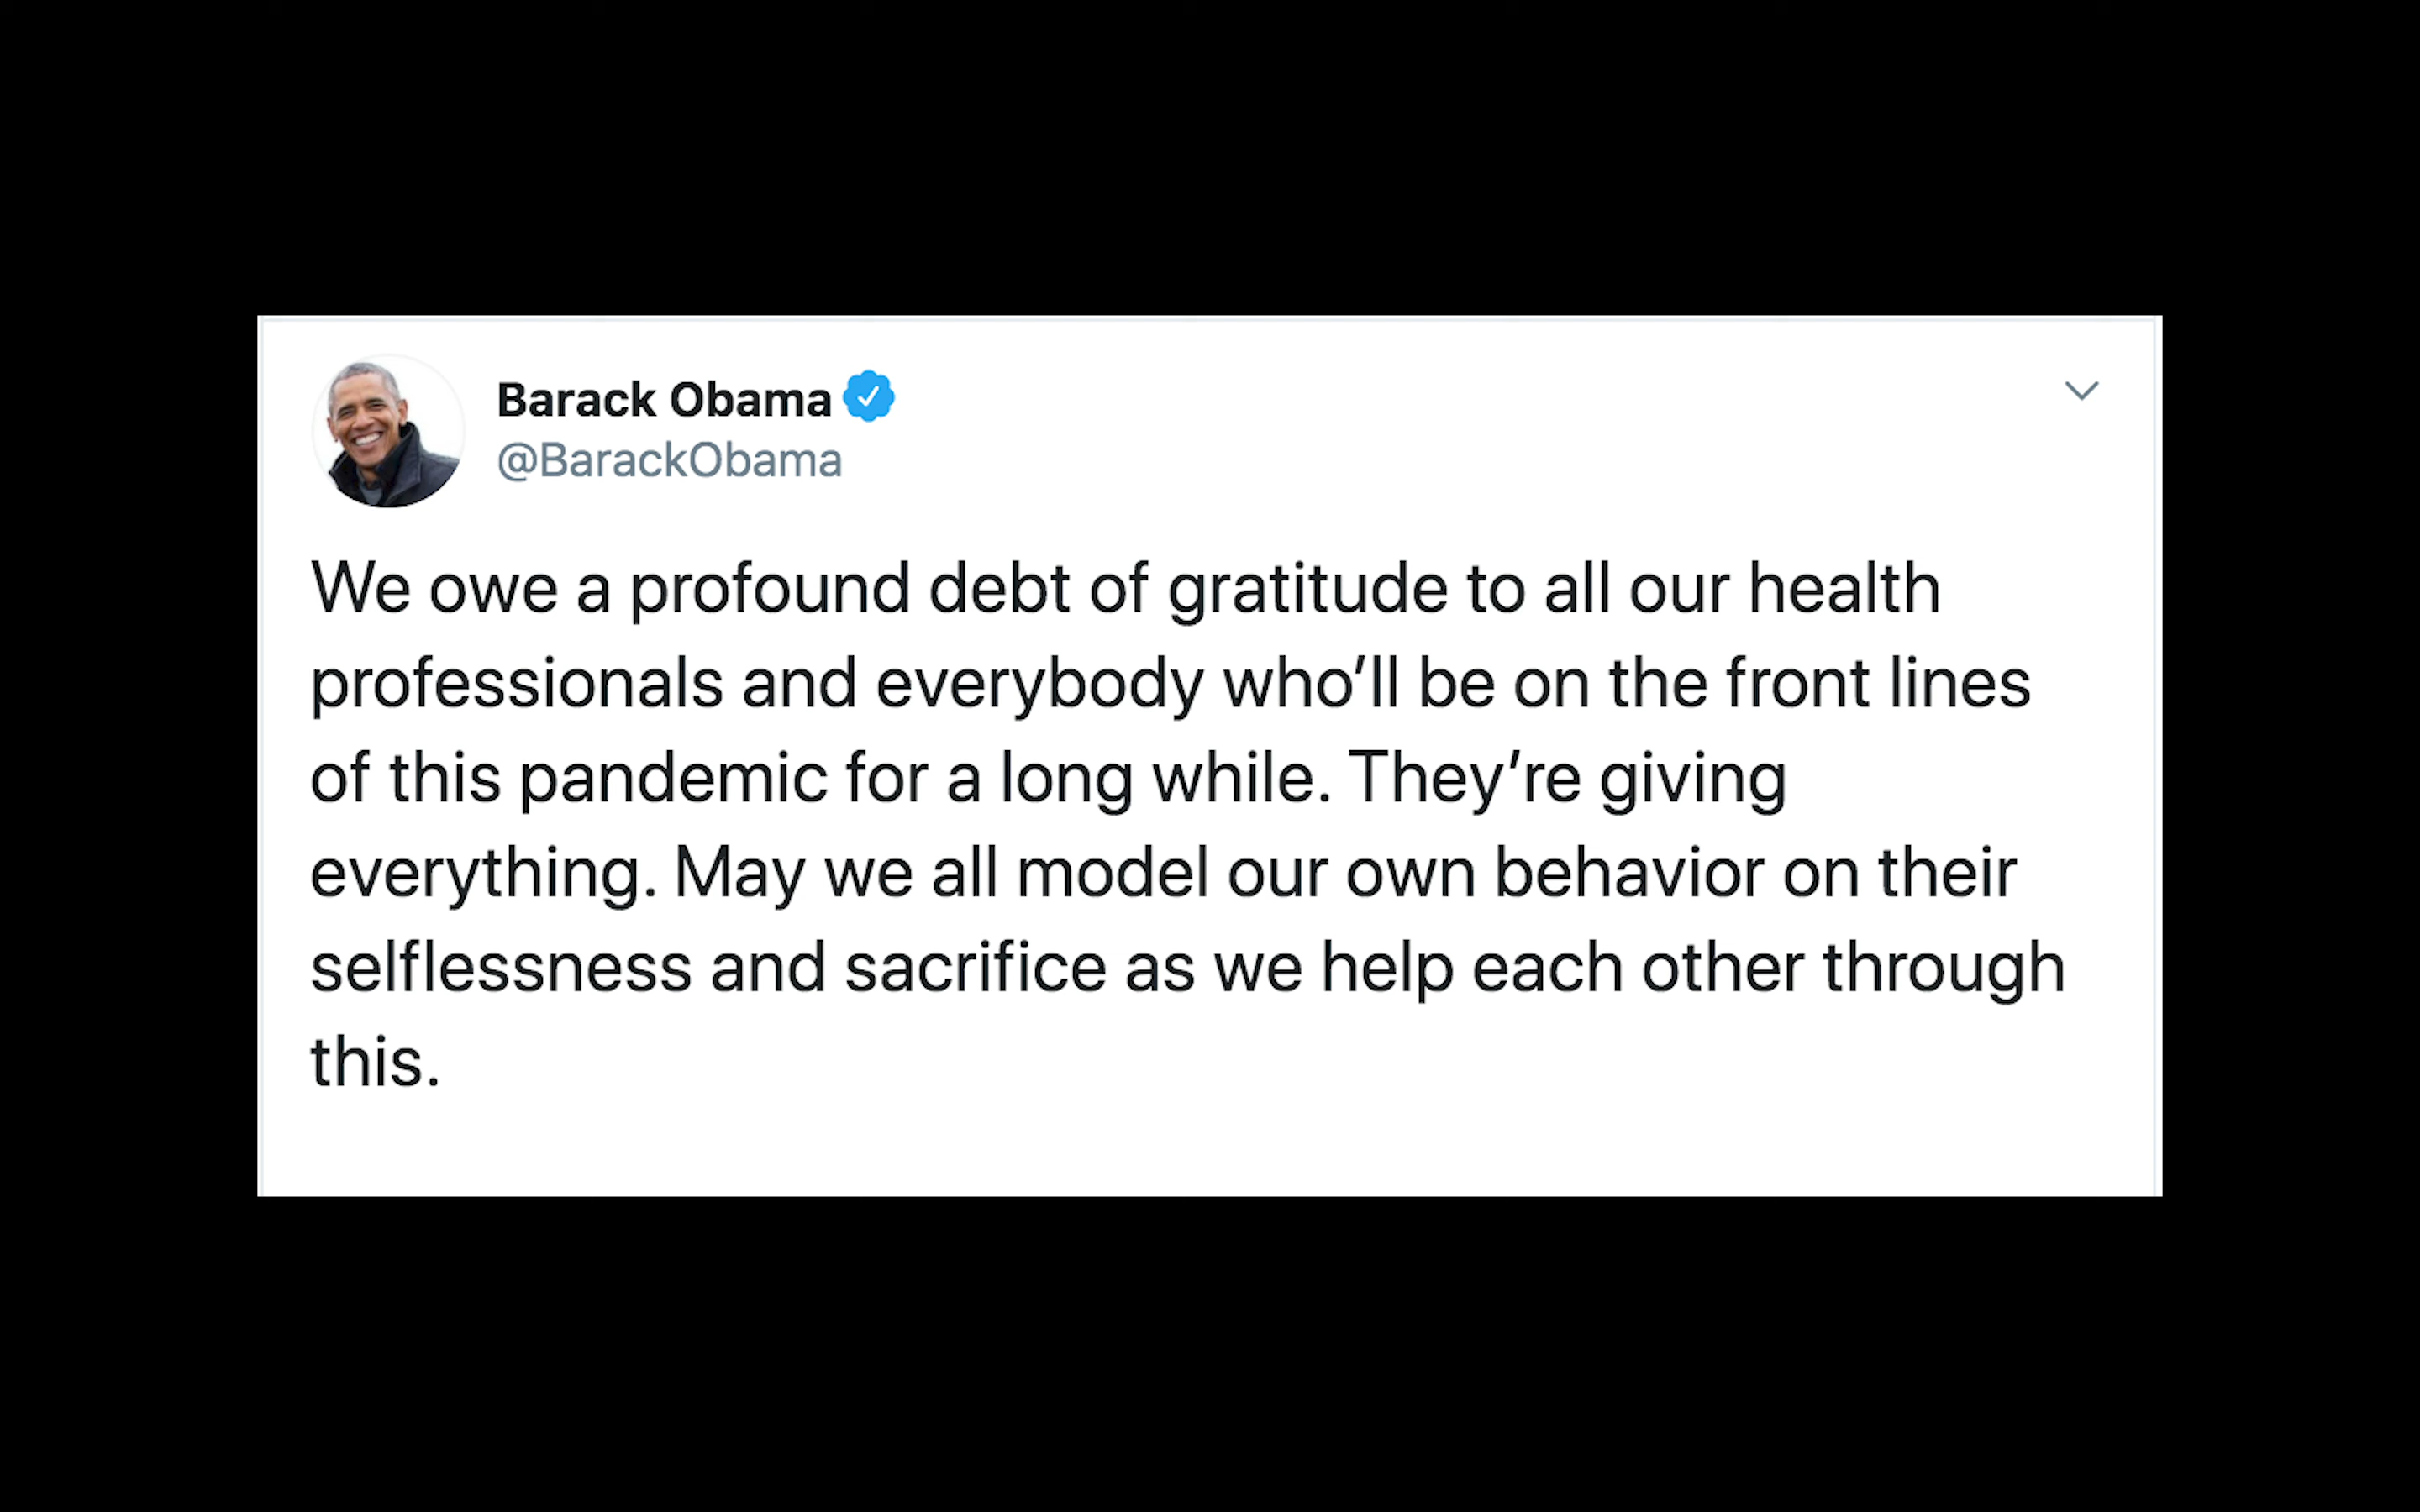 Barack Obama
@BarackObama
We owe a profound debt of gratitude to all our health
professionals and everybody who’ll be on the front lines
of this pandemic for a long while. They’re giving
everything. May we all model our own behavior on their
selflessness and sacrifice as we help each other through
this.